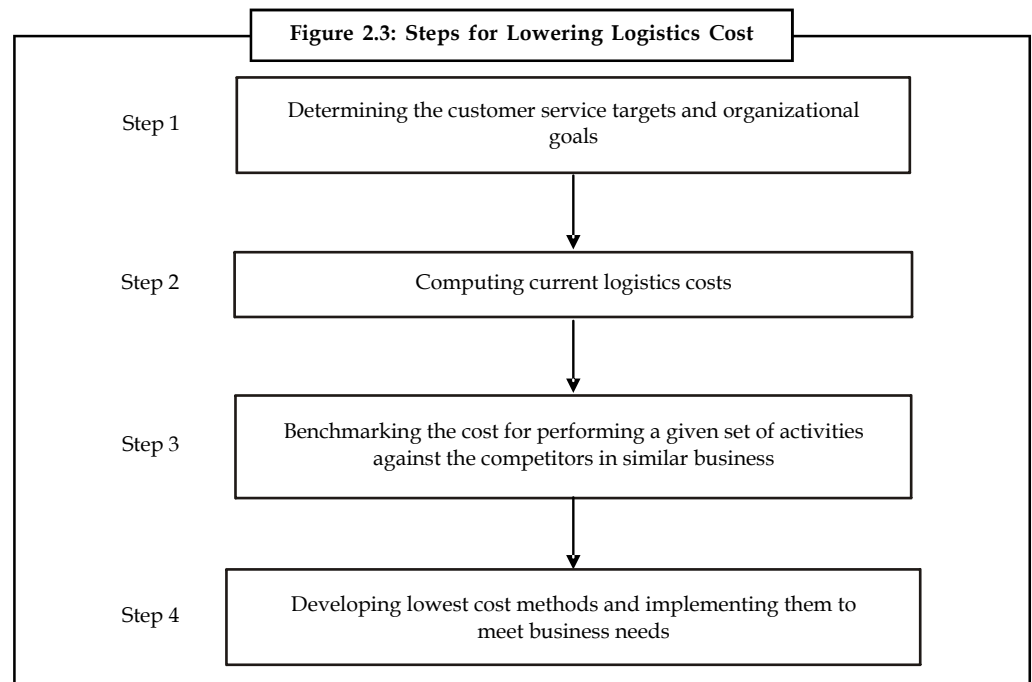 Figure 2.3: Steps for Lowering Logistics Cost
Step 1
Determining the customer service targets and organizational
goals
Step 2
Computing current logistics costs
Step 3
Benchmarking the cost for performing a given set of activities
against the competitors in similar business
Step 4
Developing lowest cost methods and implementing them to
meet business needs